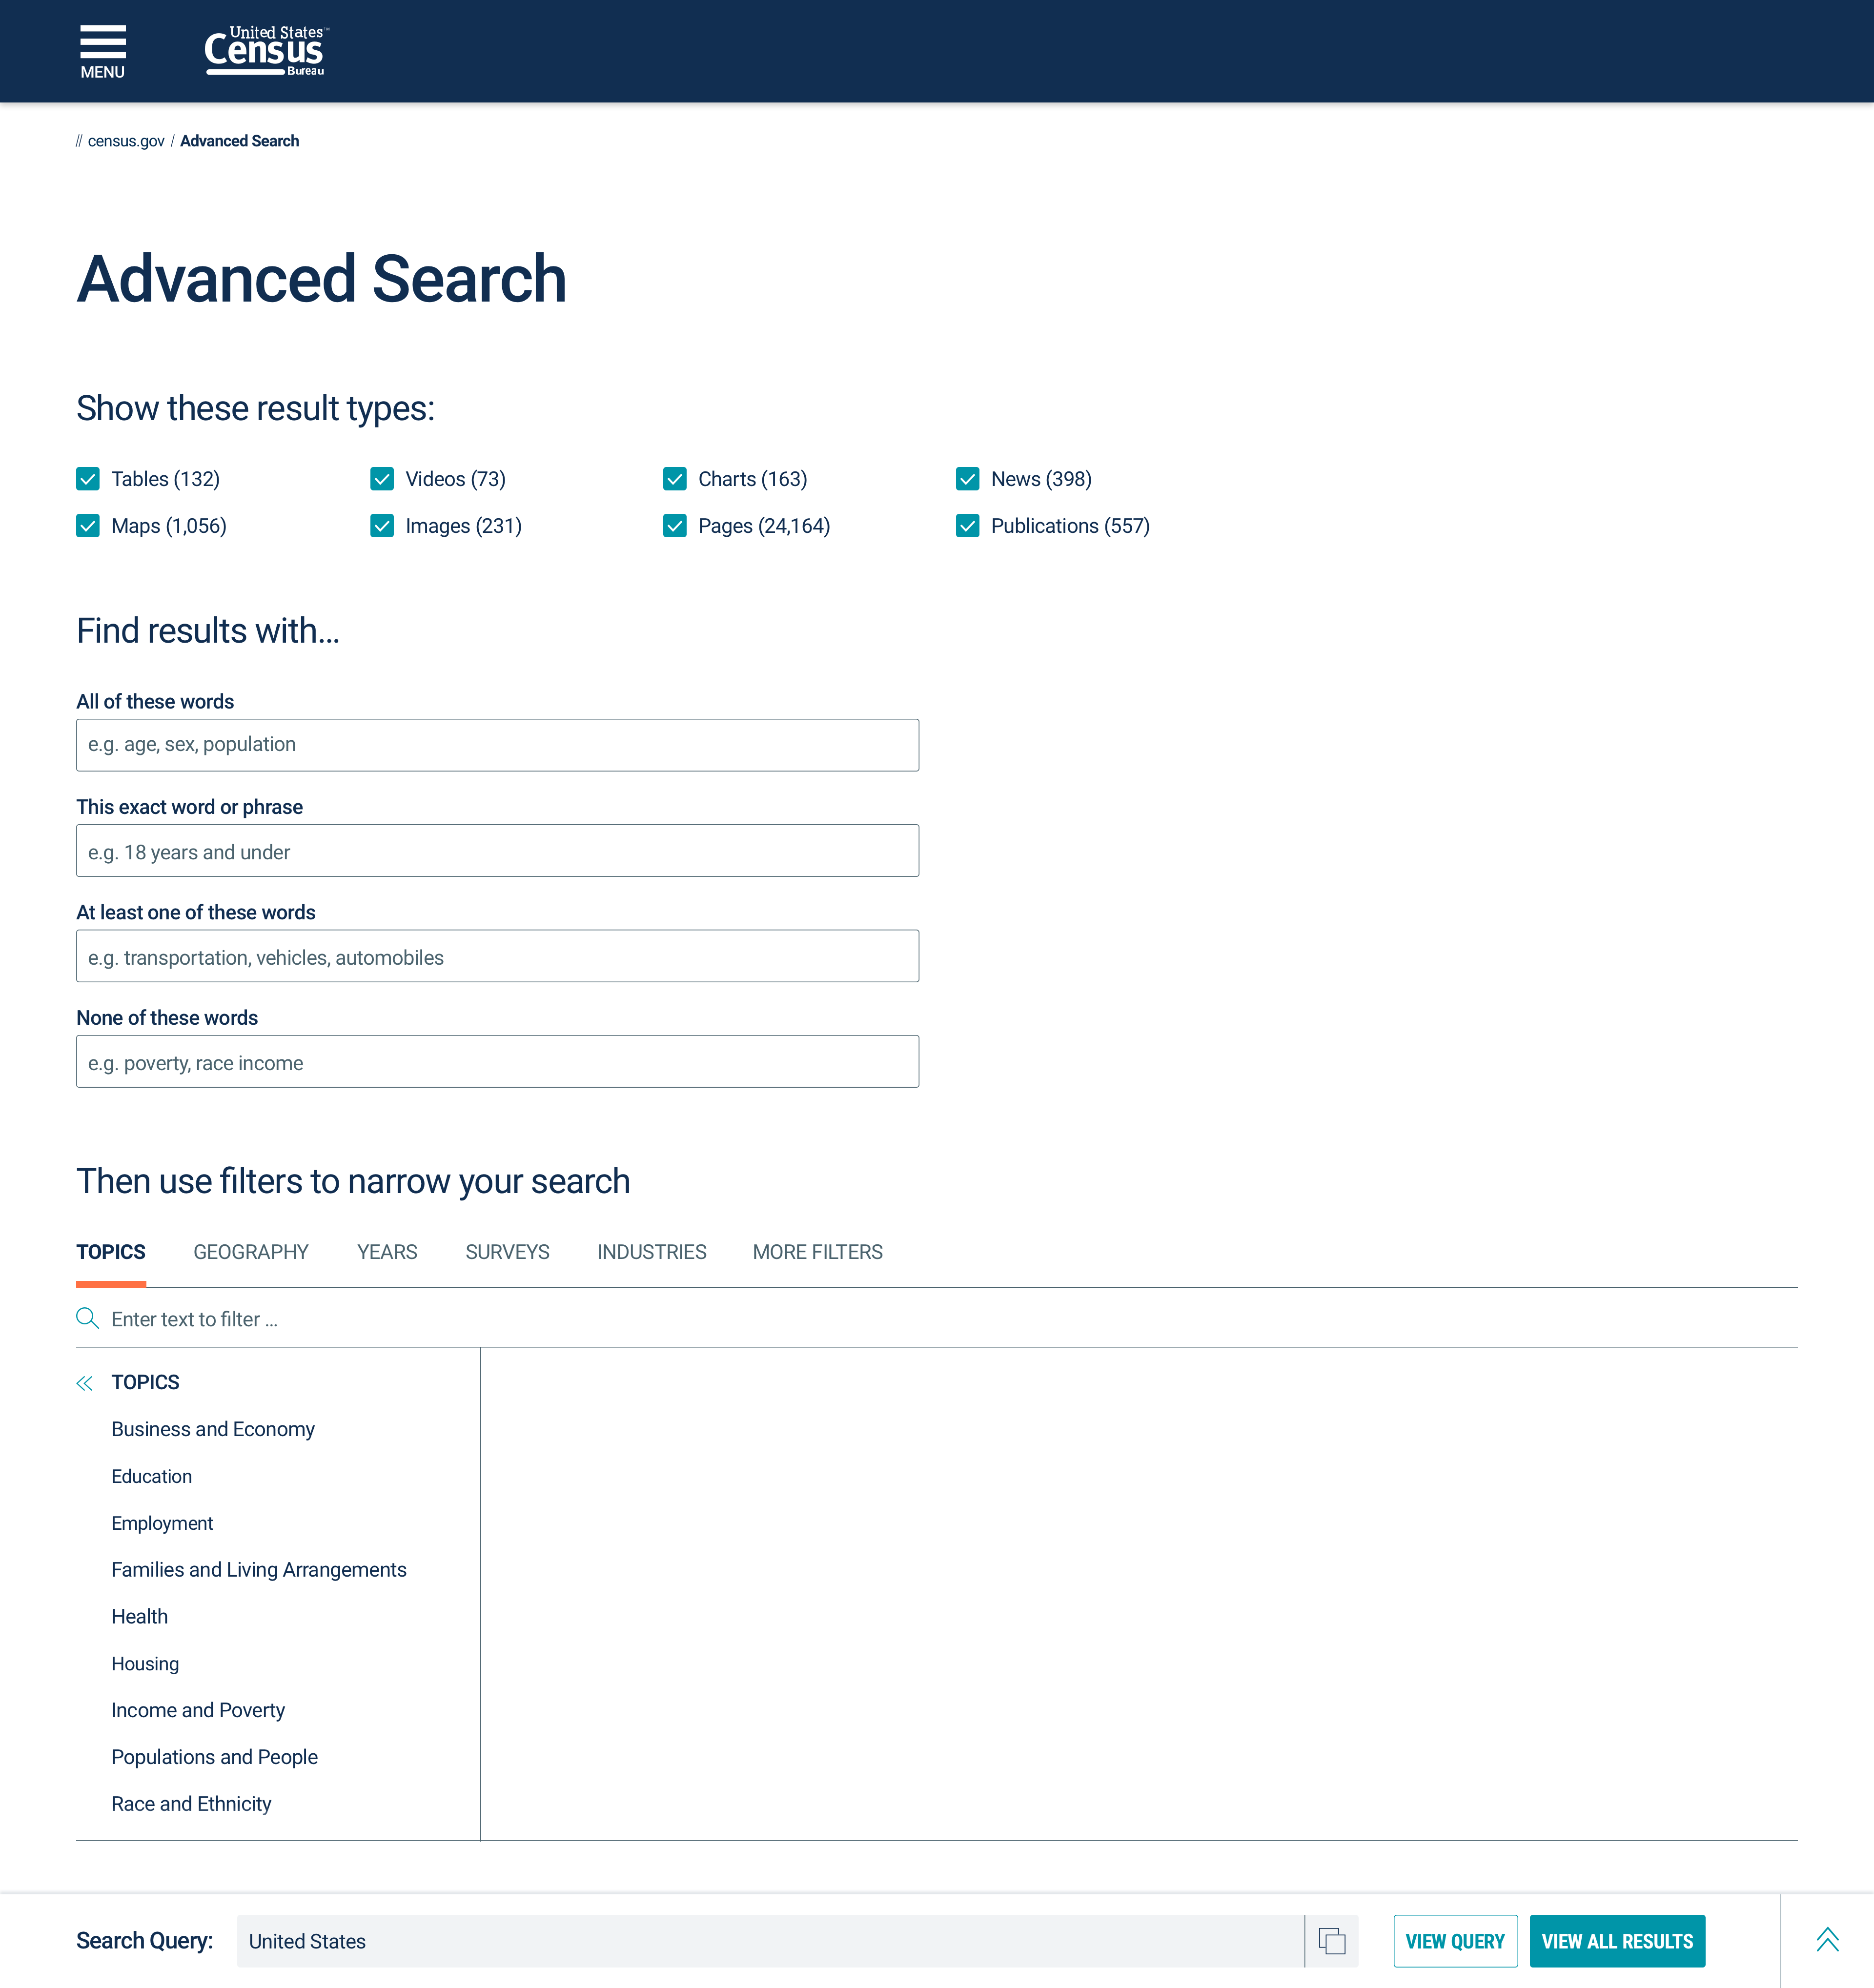 MENU
United States™
Census
Bureau
// census.gov / Advanced Search
Advanced Search
Show these result types:
Tables (132)
Videos (73)
Charts (163)
News (398)
Maps (1,056)
Images (231)
Pages (24,164)
Publications (557)
Find results with...
All of these words
e.g. age, sex, population
This exact word or phrase
e.g. 18 years and under
At least one of these words
e.g. transportation, vehicles, automobiles
None of these words
e.g. poverty, race income
Then use filters to narrow your search
TOPICS GEOGRAPHY YEARS SURVEYS INDUSTRIES MORE FILTERS
Enter text to filter ...
TOPICS
Business and Economy
Education
Employment
Families and Living Arrangements
Health
Housing
Income and Poverty
Populations and People
Race and Ethnicity
Search Query: United States VIEW QUERY VIEW ALL RESULTS